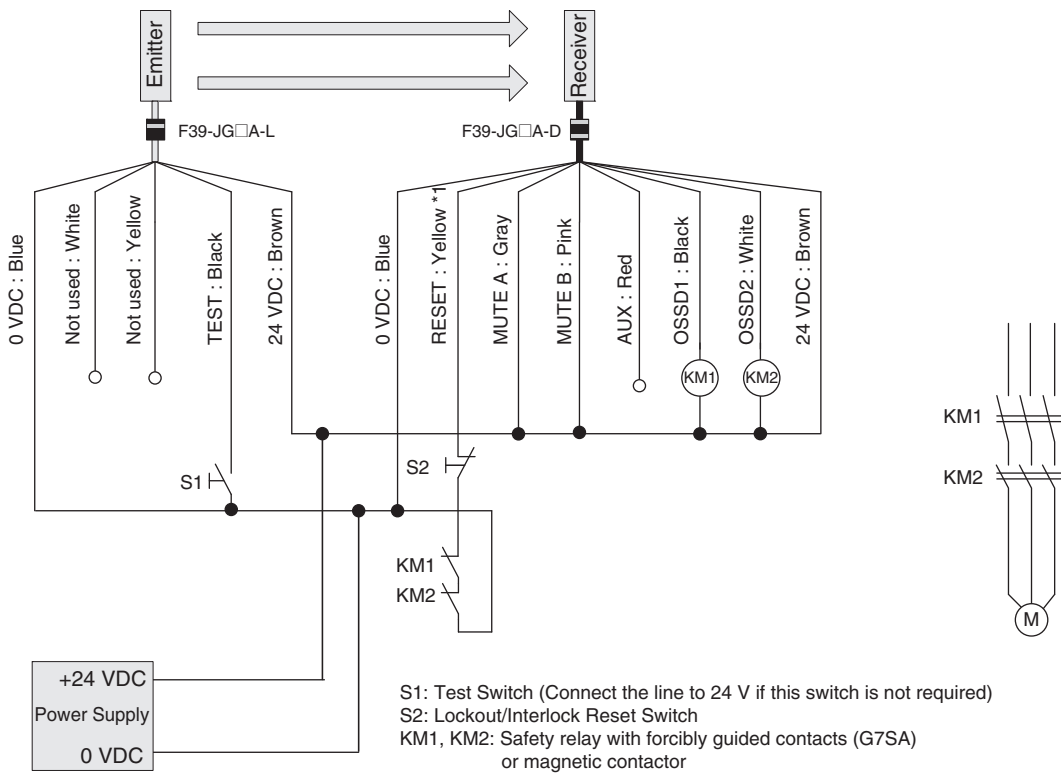 Emitter
Receiver
F39-JG□A-L
F39-JG□A-D
0 VDC : Blue
Not used : White
Not used : Yellow
TEST : Black
24 VDC : Brown
0 VDC : Blue
RESET : Yellow *1
MUTE A : Gray
MUTE B : Pink
AUX : Red
OSSD1 : Black
OSSD2 : White
24 VDC : Brown
KM1
KM2
KM1
KM2
M
S1
S2
KM1
KM2
+24 VDC
Power Supply
0 VDC
S1: Test Switch (Connect the line to 24 V if this switch is not required)
S2: Lockout/Interlock Reset Switch
KM1, KM2: Safety relay with forcibly guided contacts (G7SA)
or magnetic contactor